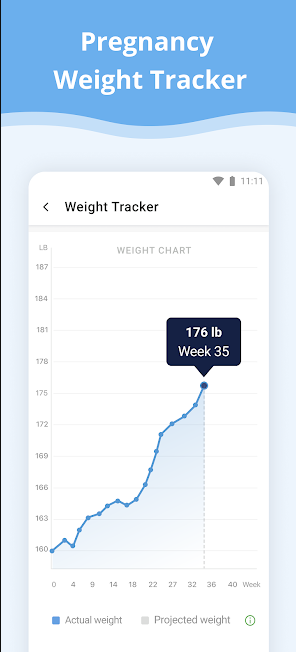 Pregnancy
Weight Tracker
11:11
Weight Tracker
LB
WEIGHT CHART
187
184
181
176 lb
Week 35
178
175
172
169
166
163
160
0 4 9 14 18 22 27 32 36 40 Week
Actual weight Projected weight